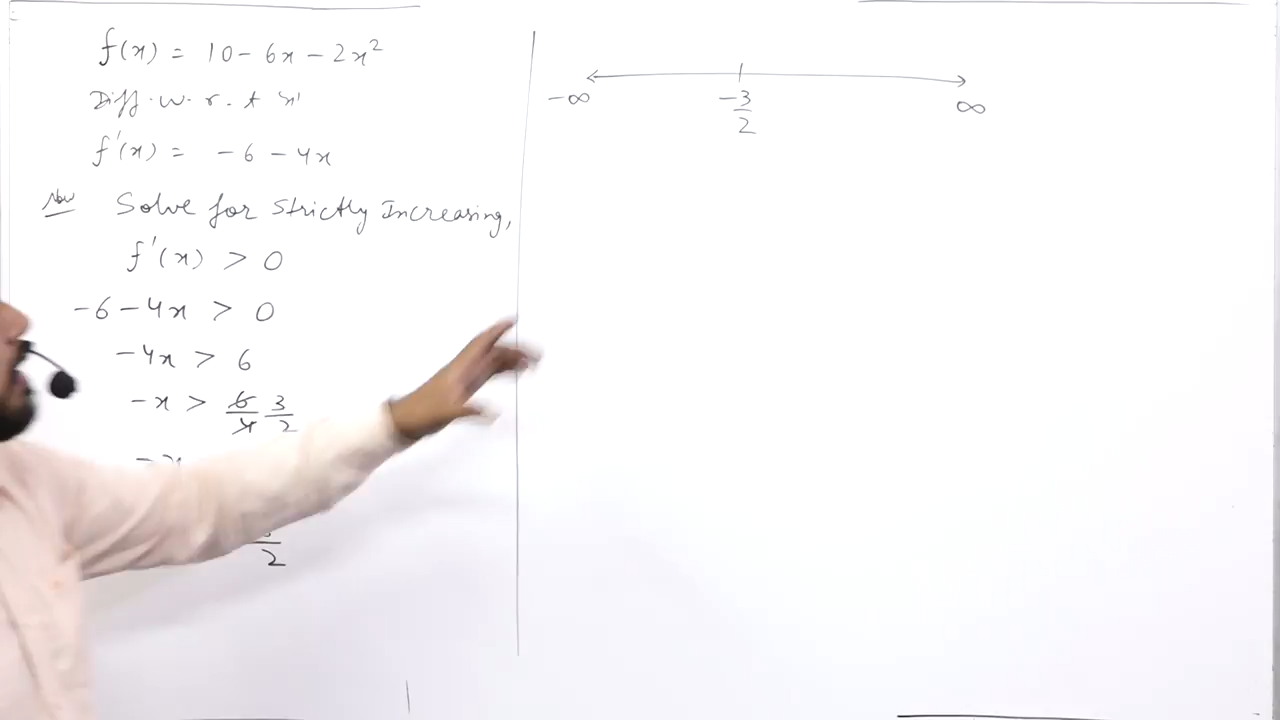 f(x) = 10 - 6x - 2x²
Diff. w. r. t 'x'
f'(x) = -6 - 4x
Now Solve for Strictly Increasing,
f'(x) > 0
-6 - 4x > 0
-4x > 6
-x > 6/4 3/2
2
-∞ -3/2 ∞